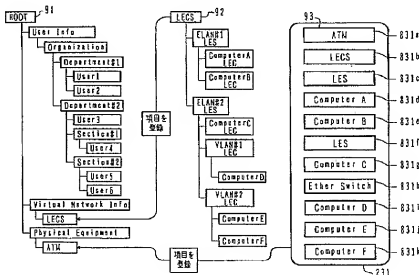 91
ROOT
User Info
Organization
Department#1
User1
User2
Department#2
User3
Section#1
User4
Section#2
User5
User6
Virtual Network Info
LECS
Physical Equipment
ATM
項目を
登録
項目を
登録
92
LECS
ELAN#1
LES
ComputerA
LEC
ComputerB
LEC
ELAN#2
LES
ComputerC
LEC
VLAN#1
LEC
ComputerD
VLAN#2
LEC
ComputerE
ComputerF
93
ATM
831a
LECS
831b
LES
831c
Computer A
831d
Computer B
831e
LES
831f
Computer C
831g
Ether Switch
831h
Computer D
831i
Computer E
831j
Computer F
831k
231